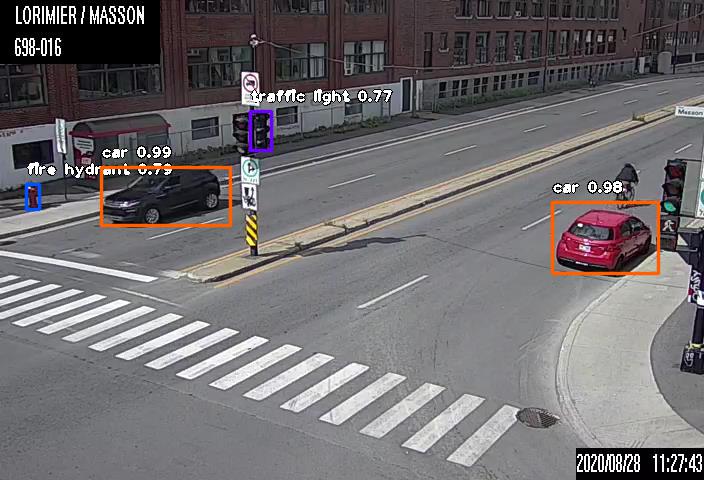 LORIMIER / MASSON
698-016
traffic light 0.77
car 0.99
fire hydrant 0.79
car 0.98
Masson
2020/08/28 11:27:43